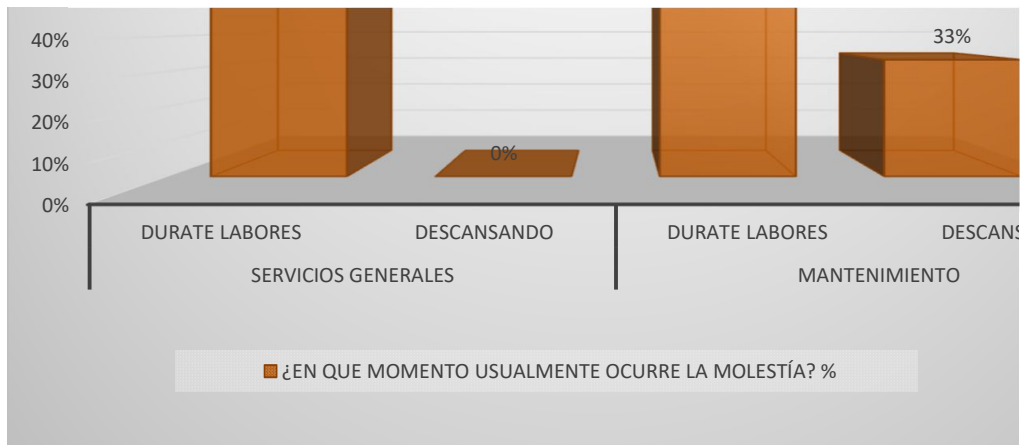 40%
33%
30%
20%
10%
0%
0%
DURATE LABORES
DESCANSANDO
DURATE LABORES
DESCANS
SERVICIOS GENERALES
MANTENIMIENTO
¿EN QUE MOMENTO USUALMENTE OCURRE LA MOLESTÍA? %